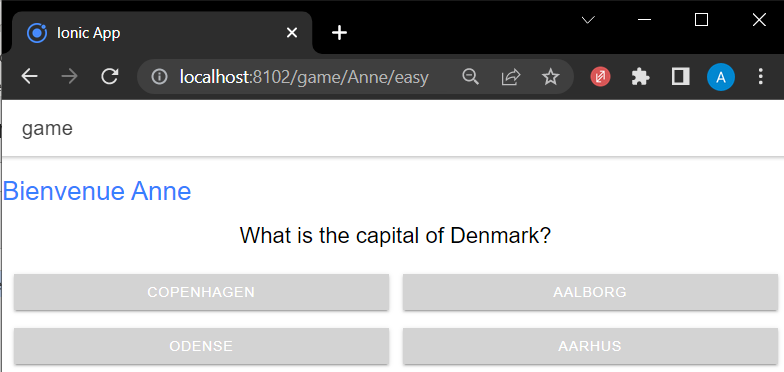 Ionic App
localhost:8102/game/Anne/easy
A
game
Bienvenue Anne
What is the capital of Denmark?
COPENHAGEN AALBORG
ODENSE AARHUS